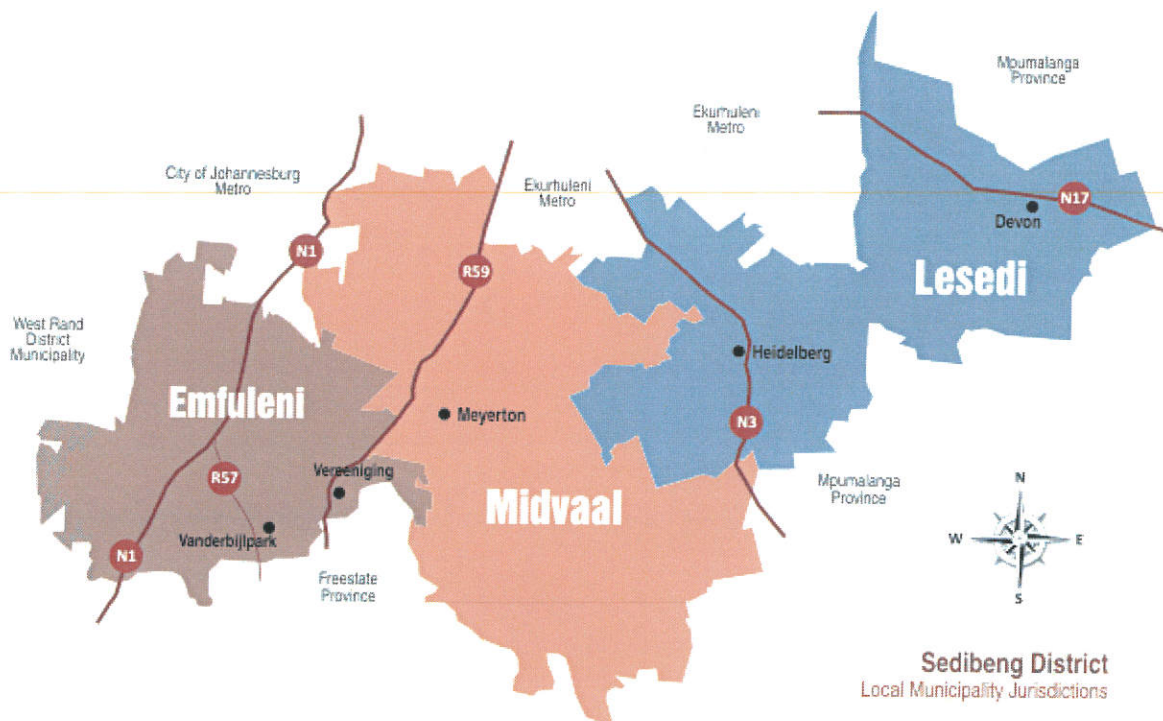 Mpumalanga
Province
Ekurhuleni
Metro
City of Johannesburg
Metro
Ekurhuleni
Metro
N17
Devon
N1
R59
Lesedi
West Rand
District
Municipality
Heidelberg
Emfuleni
Meyerton
N3
R57
Vereeniging
Mpumalanga
Province
Midvaal
N
W
E
S
Vanderbijlpark
N1
Freestate
Province
Sedibeng District
Local Municipality Jurisdictions